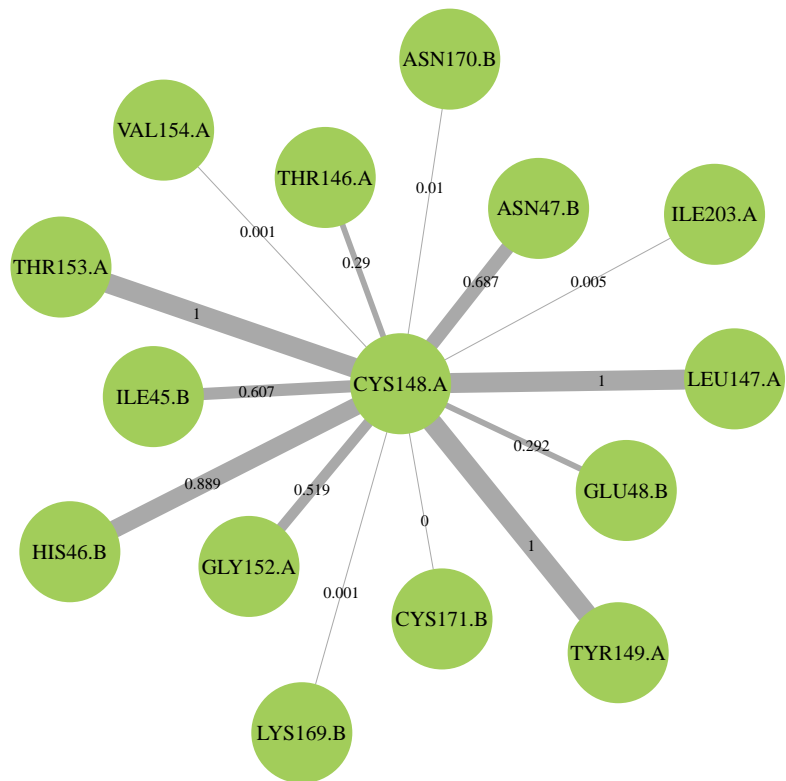 ASN170.B
VAL154.A
THR146.A
0.01
ASN47.B
ILE203.A
0.001
0.29
THR153.A
0.687
0.005
1
CYS148.A
1
LEU147.A
ILE45.B
0.607
0.292
GLU48.B
0.889
0.519
0
HIS46.B
GLY152.A
1
0.001
CYS171.B
TYR149.A
LYS169.B